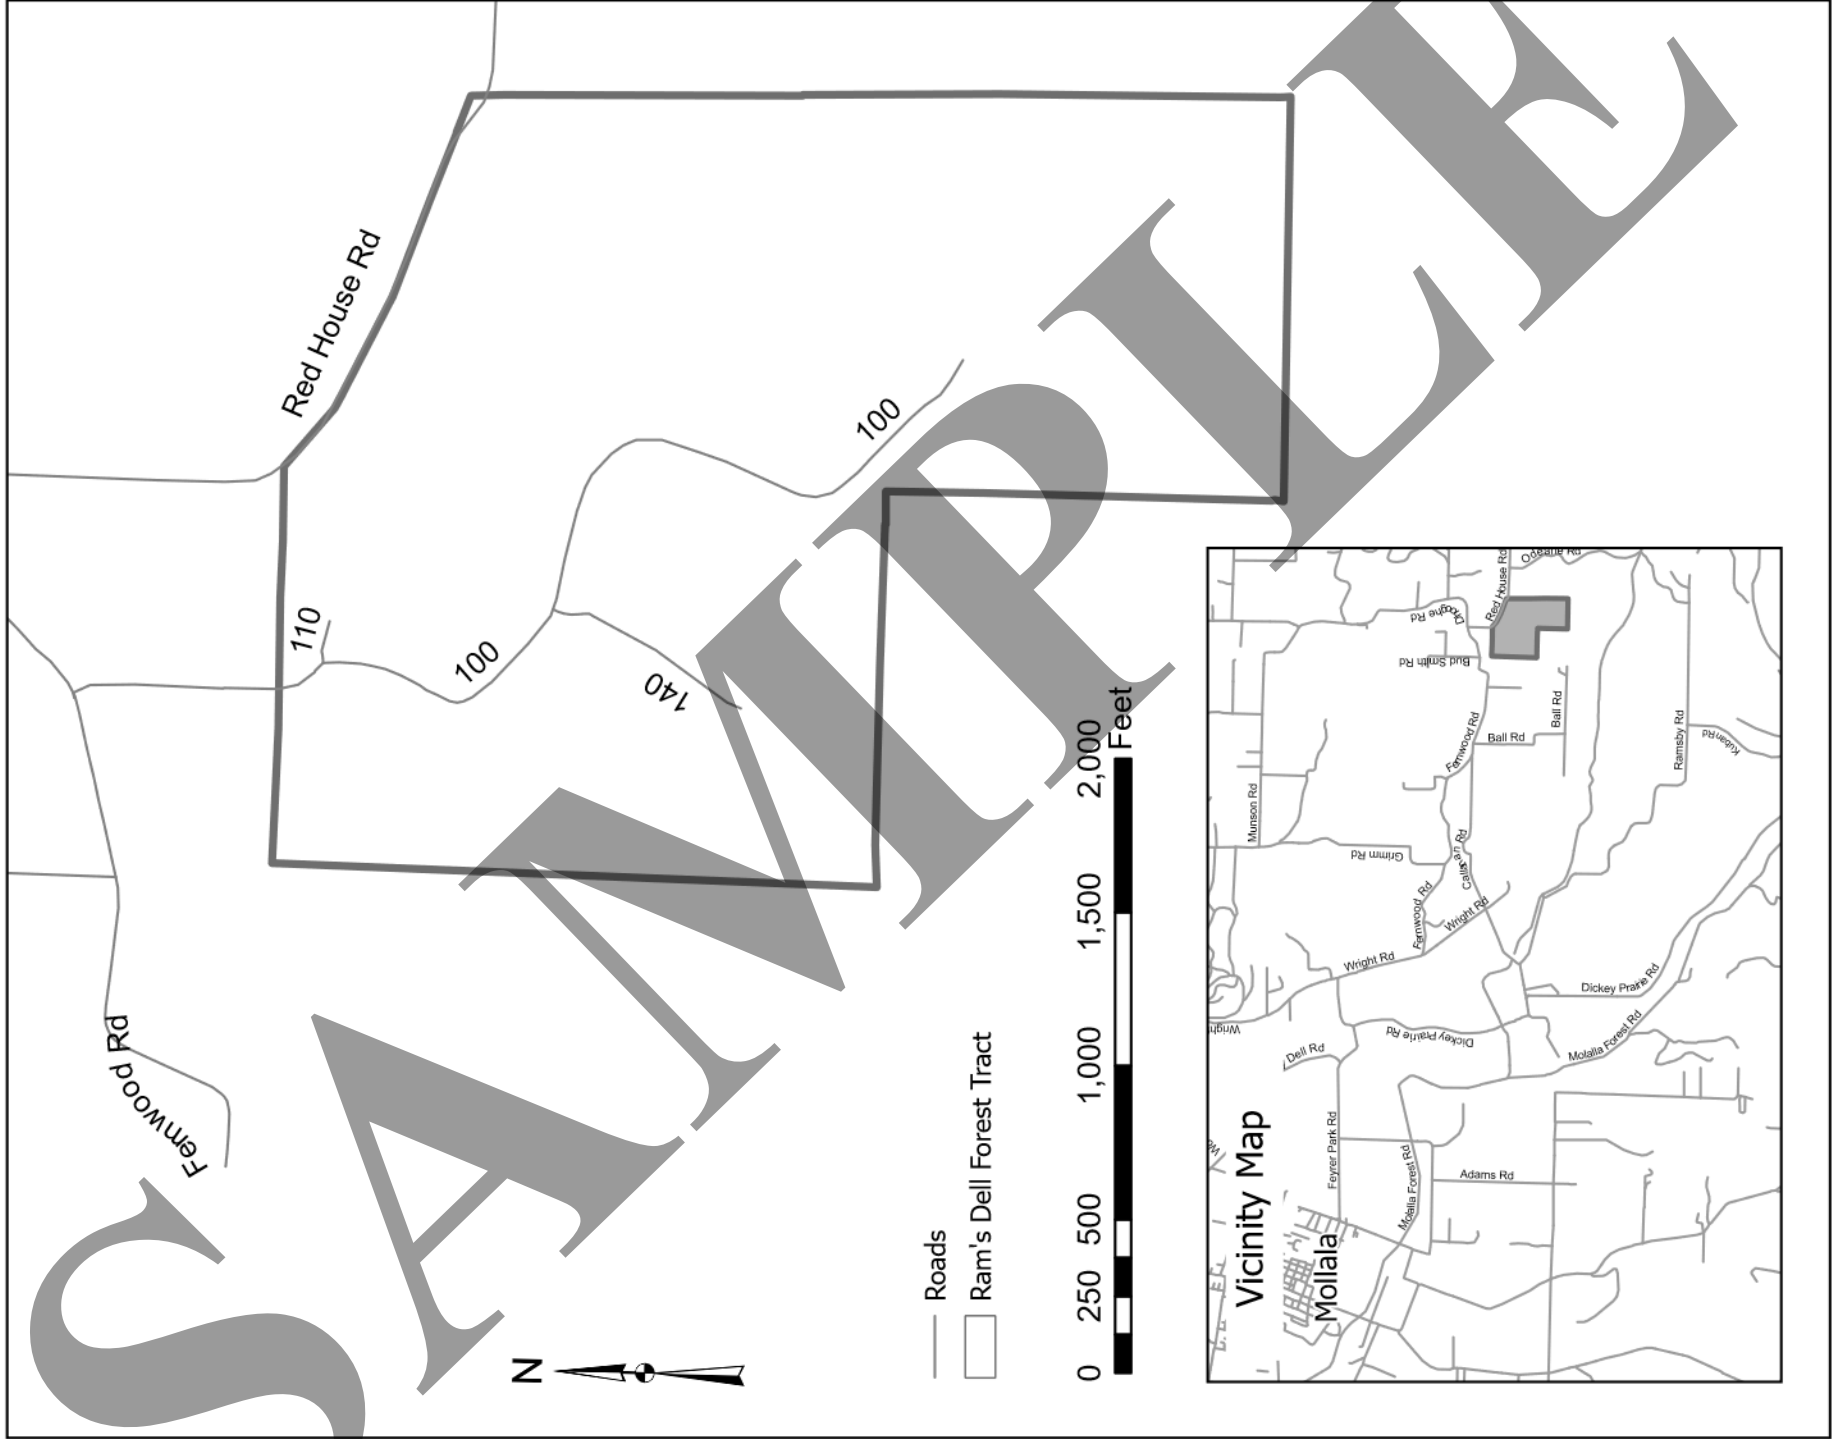 Red House Rd
Fernwood Rd
110
100
140
100
N
Roads
Ram's Dell Forest Tract
0 250 500 1,000 1,500 2,000
Feet
Vicinity Map
Mollalal
Wright
Munson Rd
Dell Rd
Feyrer Park Rd
Wright Rd
Grimm Rd
Dickey Prairie Rd
Molalla Forest Rd
Fernwood Rd
Bud Smith Rd
Dhooghe Rd
Fernwood Rd
Callahan Rd
Wright Rd
Adams Rd
Red House Rd
Ball Rd
Ball Rd
Odeane Rd
Dickey Prairie Rd
Molalla Forest Rd
Ramsby Rd
Kuban Rd
SAMPLE